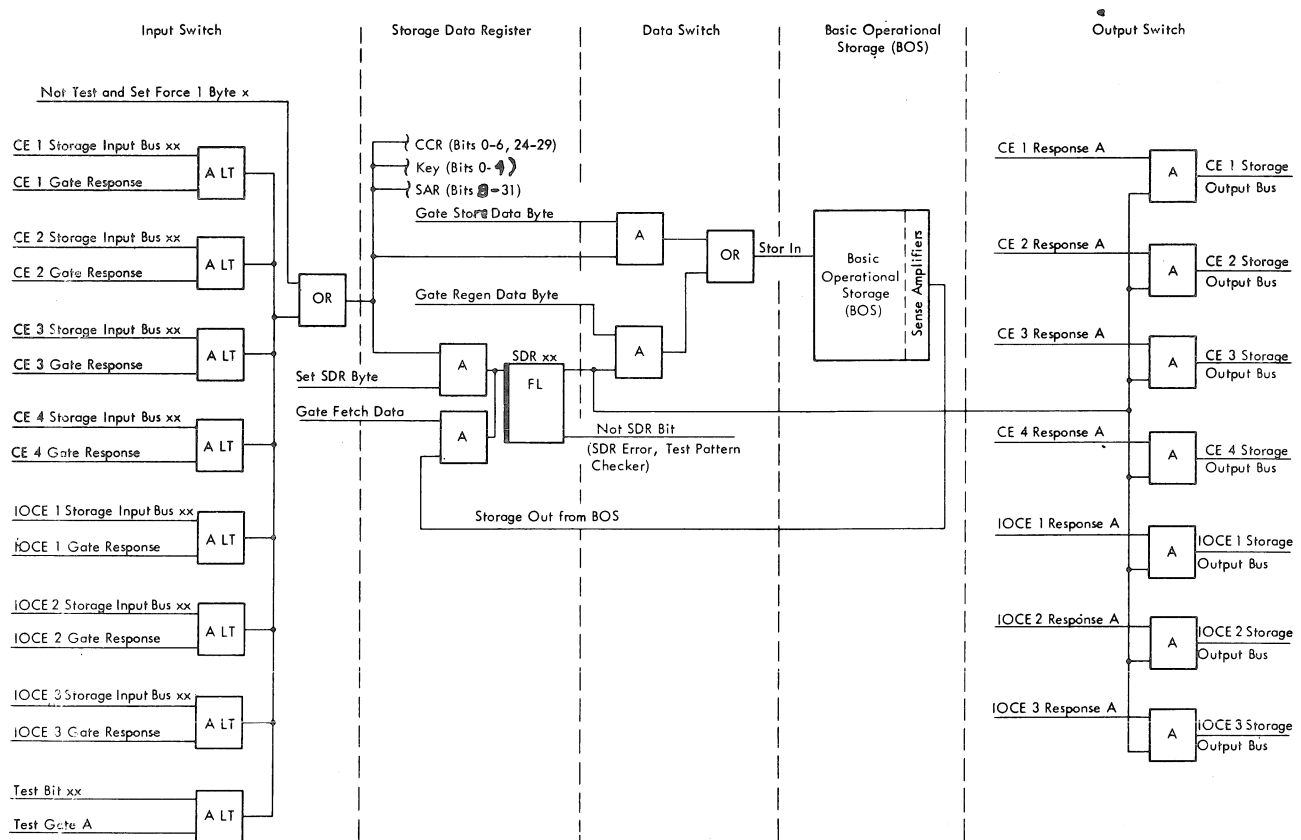 Input Switch
Storage Data Register
Data Switch
Basic Operational
Storage (BOS)
Output Switch
Not Test and Set Force 1 Byte x
CE 1 Storage Input Bus xx
CE 1 Gate Response
A LT
CE 2 Storage Input Bus xx
CE 2 Gate Response
A LT
CE 3 Storage Input Bus xx
CE 3 Gate Response
A LT
CE 4 Storage Input Bus xx
CE 4 Gate Response
A LT
IOCE 1 Storage Input Bus xx
IOCE 1 Gate Response
A LT
IOCE 2 Storage Input Bus xx
IOCE 2 Gate Response
A LT
IOCE 3 Storage Input Bus xx
IOCE 3 Gate Response
A LT
Test Bit xx
Test Gate A
A LT
OR
CCR (Bits 0-6, 24-29)
Key (Bits 0-4)
SAR (Bits -31)
Gate Store Data Byte
A
OR
Stor In
Gate Regen Data Byte
A
Set SDR Byte
A
SDR xx
FL
Gate Fetch Data
A
Not SDR Bit
(SDR Error, Test Pattern
Checker)
Storage Out from BOS
Basic
Operational
Storage
(BOS)
Sense Amplifiers
CE 1 Response A
A
CE 1 Storage
Output Bus
CE 2 Response A
A
CE 2 Storage
Output Bus
CE 3 Response A
A
CE 3 Storage
Output Bus
CE 4 Response A
A
CE 4 Storage
Output Bus
IOCE 1 Response A
A
IOCE 1 Storage
Output Bus
IOCE 2 Response A
A
IOCE 2 Storage
Output Bus
IOCE 3 Response A
A
IOCE 3 Storage
Output Bus